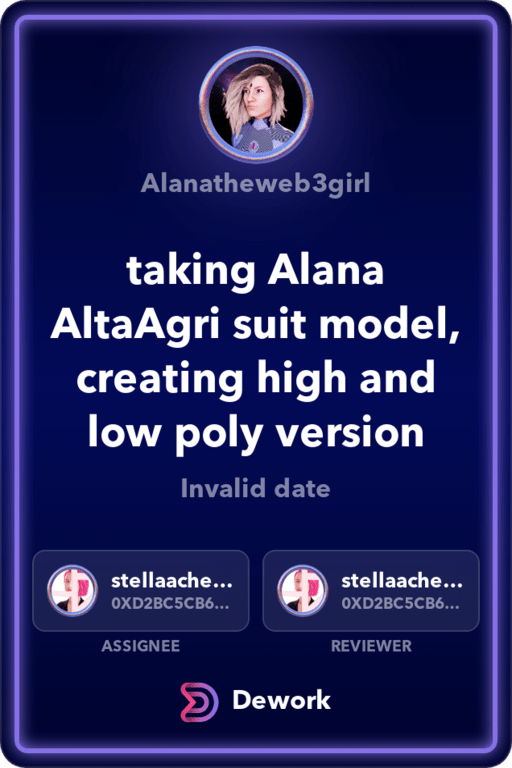 Alanatheweb3girl
taking Alana
AltaAgri suit model,
creating high and
low poly version
Invalid date
stellaache...
0XD2BC5CB6...
ASSIGNEE
stellaache...
0XD2BC5CB6...
REVIEWER
Dework